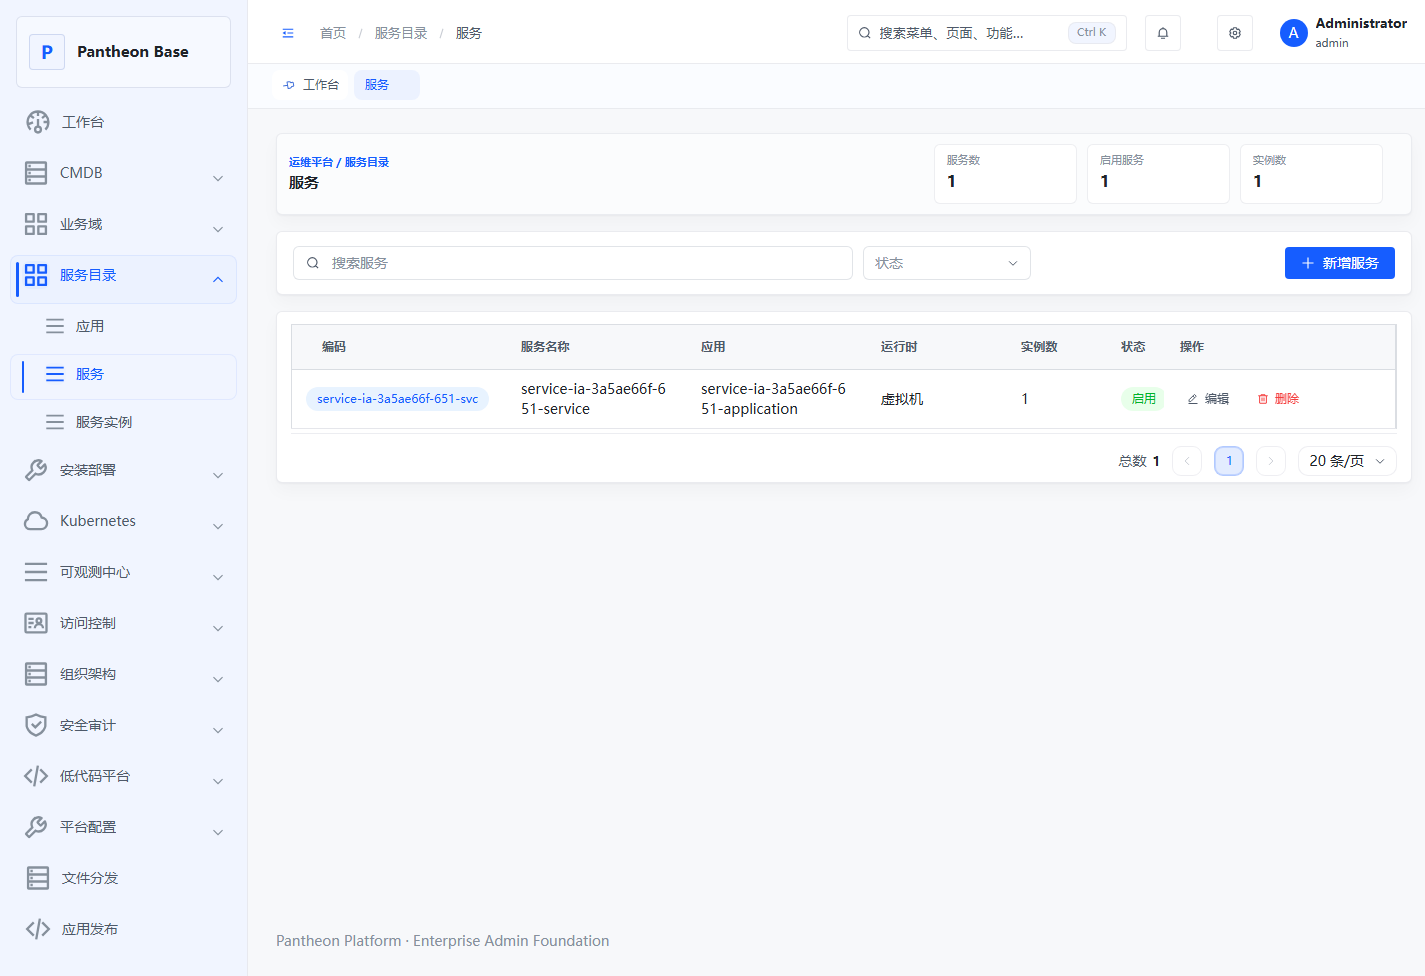 P Pantheon Base
工作台
CMDB
业务域
服务目录
应用
服务
服务实例
安装部署
Kubernetes
可观测中心
访问控制
组织架构
安全审计
低代码平台
平台配置
文件分发
应用发布
首页 / 服务目录 / 服务
搜索菜单、页面、功能... Ctrl K
A Administrator
admin
工作台 服务
运维平台 / 服务目录
服务
服务数
1
启用服务
1
实例数
1
搜索服务 状态 新增服务
编码 服务名称 应用 运行时 实例数 状态 操作
service-ia-3a5ae66f-651-svc service-ia-3a5ae66f-6 service-ia-3a5ae66f-6 虚拟机 1 启用 编辑 删除
51-service 51-application
总数 1 1 20 条/页
Pantheon Platform · Enterprise Admin Foundation